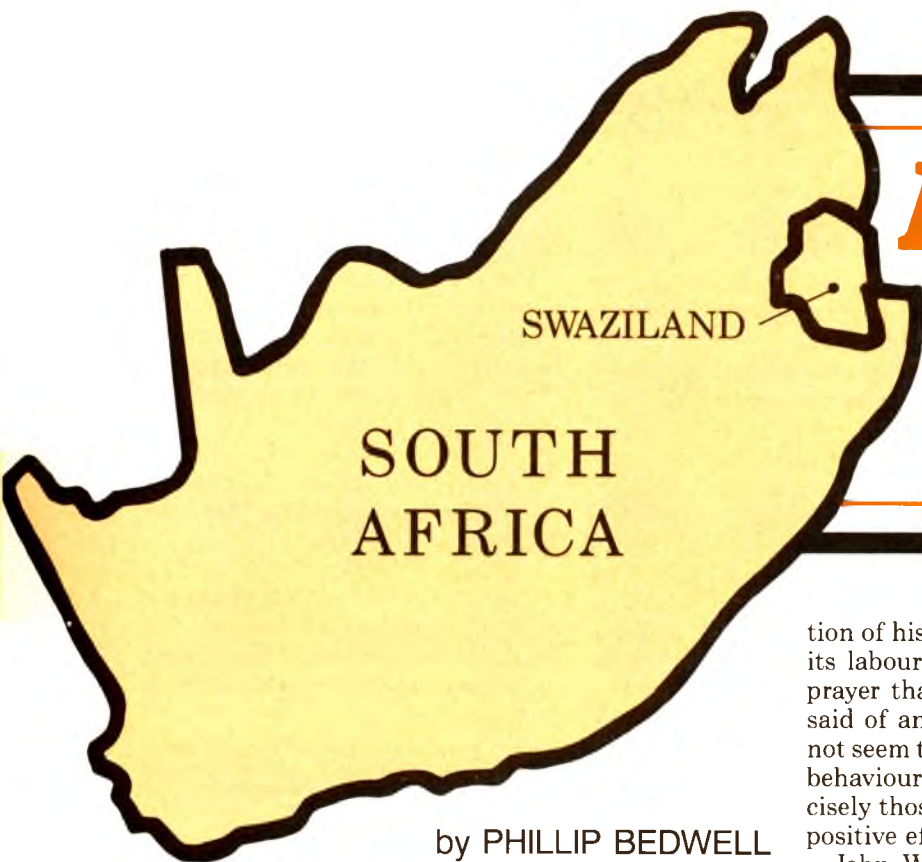 SWAZILAND
SOUTH
AFRICA
by PHILLIP BEDWELL
tion of his
its labour
prayer tha
said of an
not seem t
behaviour
cisely thos
positive ef